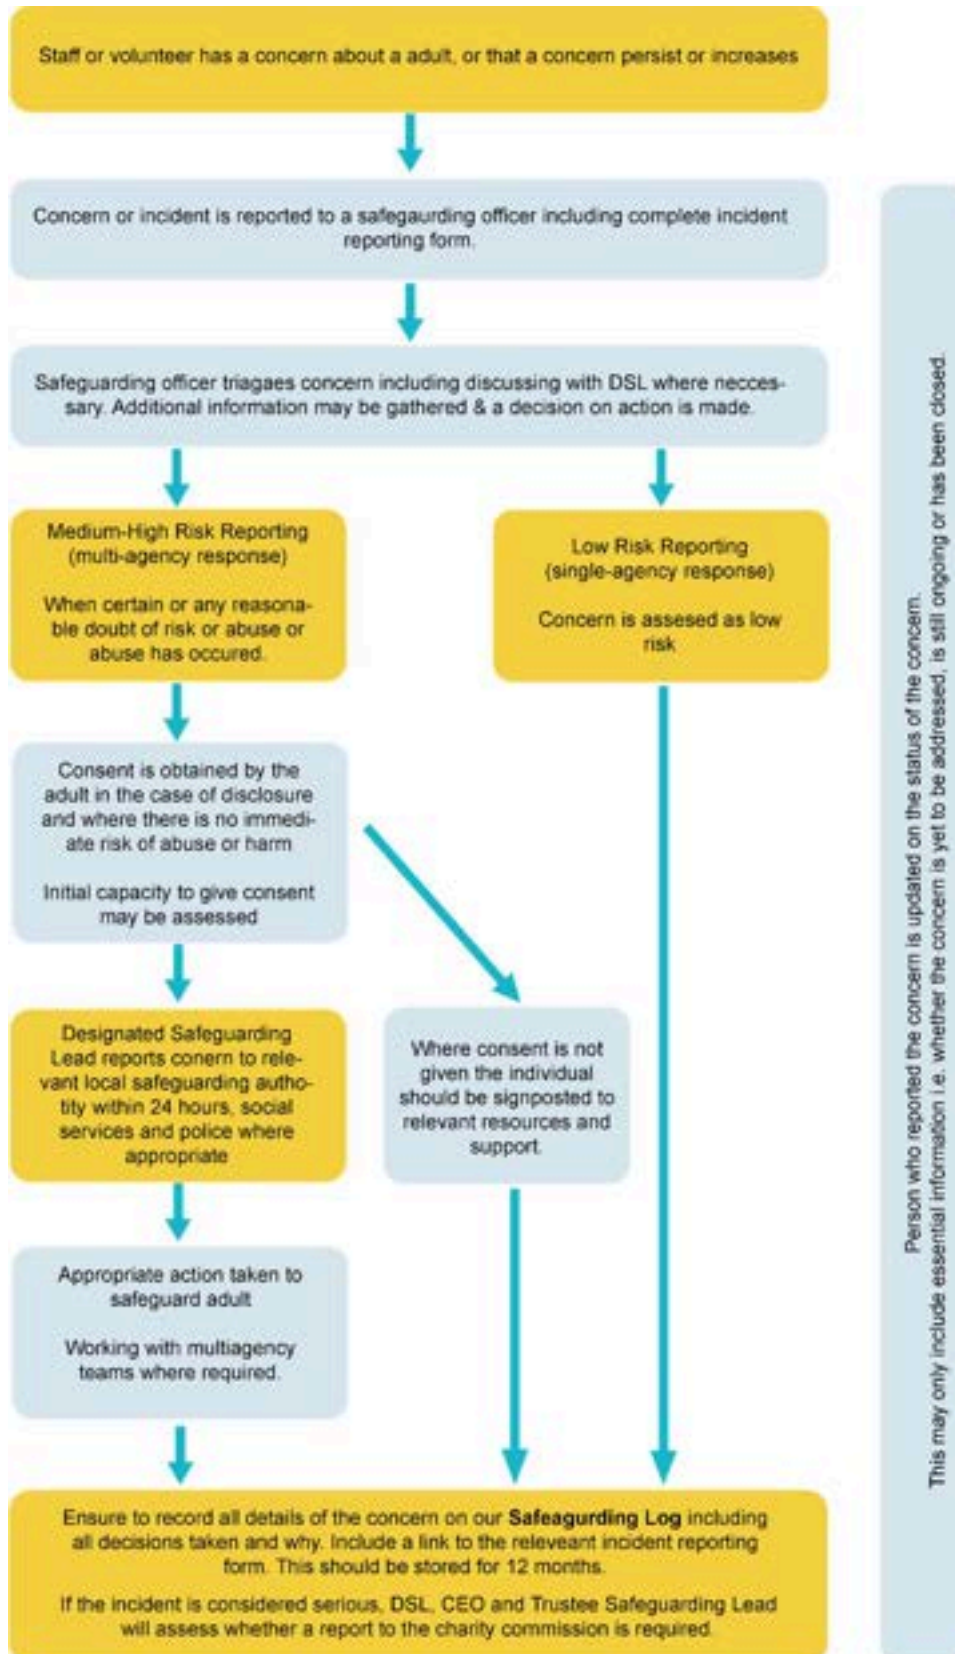 Staff or volunteer has a concern about a adult, or that a concern persist or increases
Concern or incident is reported to a safegaurding officer including complete incident
reporting form.
Safeguarding officer triagaes concern including discussing with DSL where necces-
sary. Additional information may be gathered & a decision on action is made.
Medium-High Risk Reporting
(multi-agency response)
When certain or any reasona-
ble doubt of risk or abuse or
abuse has occured.
Low Risk Reporting
(single-agency response)
Concern is assesed as low
risk
Consent is obtained by the
adult in the case of disclosure
and where there is no immedi-
ate risk of abuse or harm
Initial capacity to give consent
may be assessed
Designated Safeguarding
Lead reports conern to rele-
vant local safeguarding autho-
tity within 24 hours, social
services and police where
appropriate
Where consent is not
given the individual
should be signposted to
relevant resources and
support.
Appropriate action taken to
safeguard adult
Working with multiagency
teams where required.
Ensure to record all details of the concern on our Safeagurding Log including
all decisions taken and why. Include a link to the releveant incident reporting
form. This should be stored for 12 months.
If the incident is considered serious, DSL, CEO and Trustee Safeguarding Lead
will assess whether a report to the charity commission is required.
Person who reported the concern is updated on the status of the concern.
This may only include essential information i.e. whether the concern is yet to be addressed, is still ongoing or has been closed.